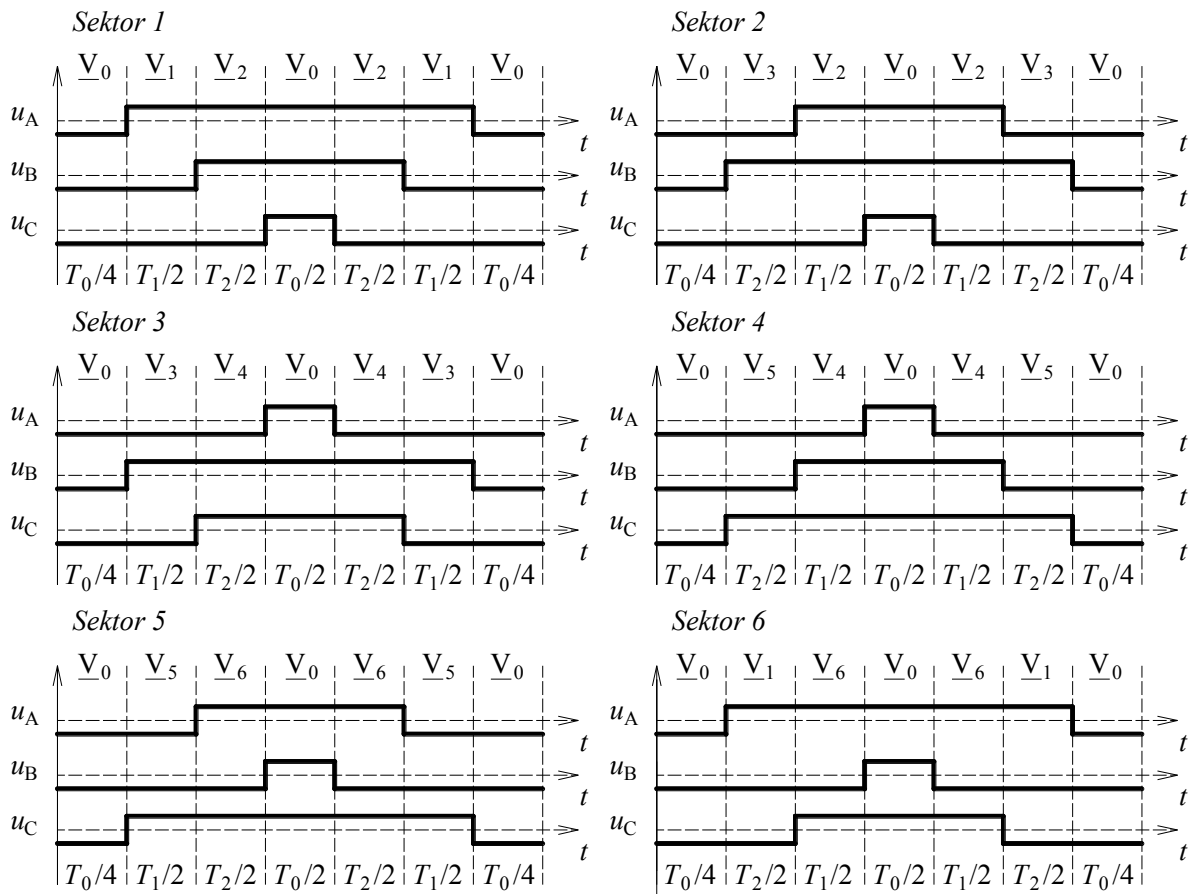 Sektor 1
V0 V1 V2 V0 V2 V1 V0
uA
t
uB
t
uC
t
T0/4 T1/2 T2/2 T0/2 T2/2 T1/2 T0/4
Sektor 2
V0 V3 V2 V0 V2 V3 V0
uA
t
uB
t
uC
t
T0/4 T2/2 T1/2 T0/2 T1/2 T2/2 T0/4
Sektor 3
V0 V3 V4 V0 V4 V3 V0
uA
t
uB
t
uC
t
T0/4 T1/2 T2/2 T0/2 T2/2 T1/2 T0/4
Sektor 4
V0 V5 V4 V0 V4 V5 V0
uA
t
uB
t
uC
t
T0/4 T2/2 T1/2 T0/2 T1/2 T2/2 T0/4
Sektor 5
V0 V5 V6 V0 V6 V5 V0
uA
t
uB
t
uC
t
T0/4 T1/2 T2/2 T0/2 T2/2 T1/2 T0/4
Sektor 6
V0 V1 V6 V0 V6 V1 V0
uA
t
uB
t
uC
t
T0/4 T2/2 T1/2 T0/2 T1/2 T2/2 T0/4